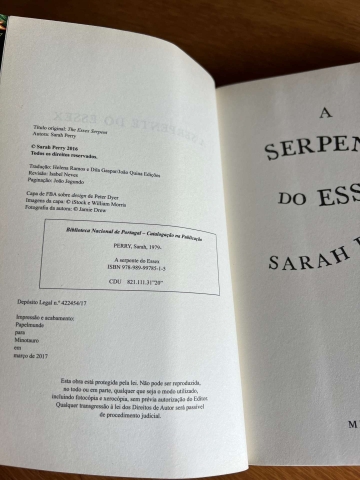 Título original: The Essex Serpent
Autora: Sarah Perry
© Sarah Perry 2016
Todos os direitos reservados.
Tradução: Helena Ramos e Dila Gaspar/João Quina Edições
Revisão: Isabel Neves
Paginação: João Jegundo
Capa de FBA sobre design de Peter Dyer
Imagens da capa: © iStock e William Morris
Fotografia da autora: © Jamie Drew
Biblioteca Nacional de Portugal – Catalogação na Publicação
PERRY, Sarah, 1979-
A serpente do Essex
ISBN 978-989-99785-1-5
CDU 821.111.31"20"
Depósito Legal n.º 422454/17
Impressão e acabamento:
Papelmunde
para
Minotauro
em
março de 2017
Esta obra está protegida pela lei. Não pode ser reproduzida,
no todo ou em parte, qualquer que seja o modo utilizado,
incluindo fotocópia e xerocópia, sem prévia autorização do Editor.
Qualquer transgressão à lei dos Direitos de Autor será passível
de procedimento judicial.
A
SERPEN
DO ESS
SARAH
M